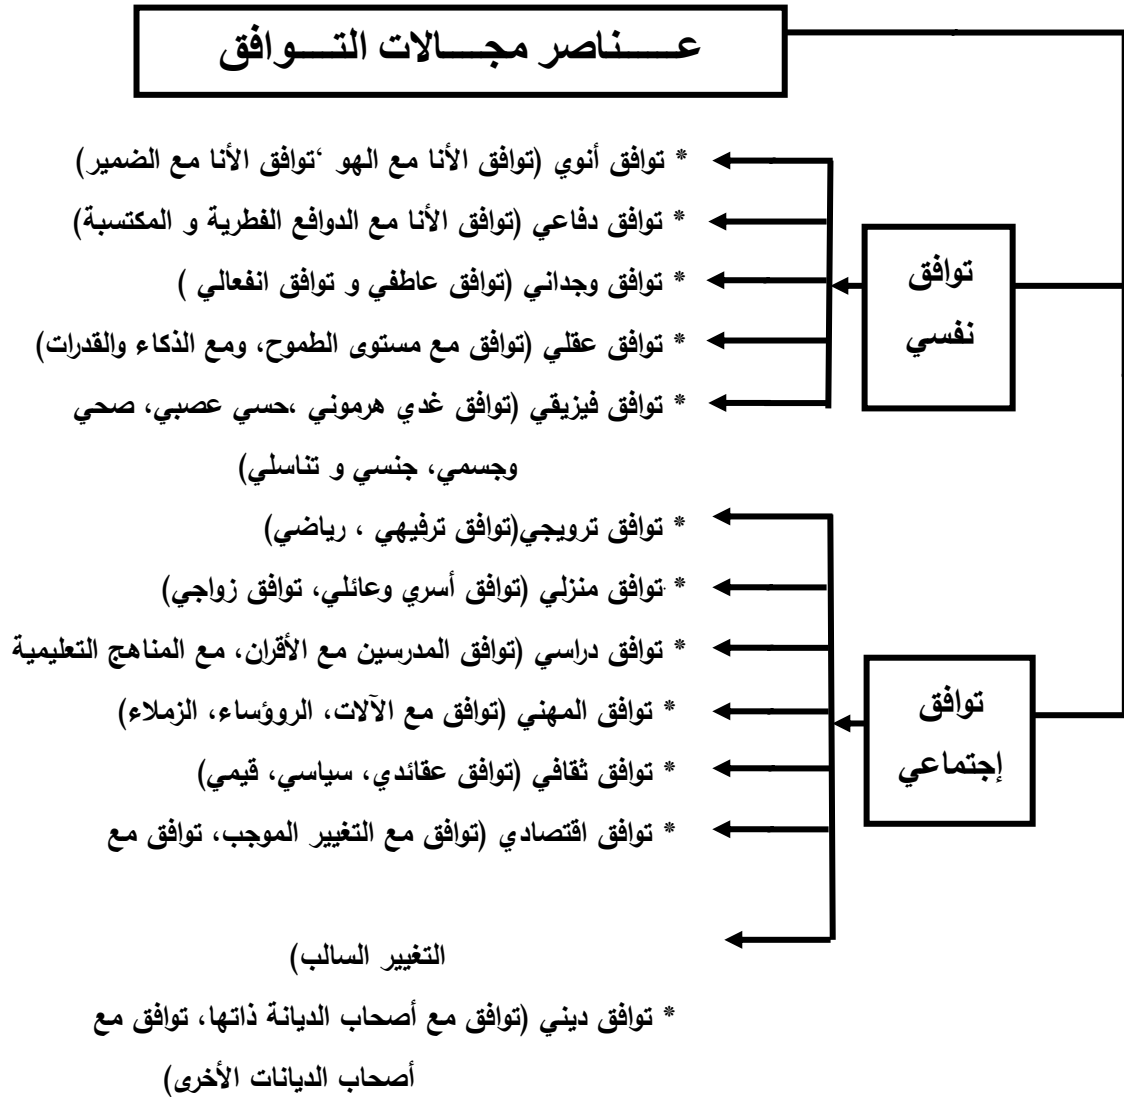 عـــــناصر مجـــــالات التــــوافق
* توافق أنوي (توافق الأنا مع الهو ‘توافق الأنا مع الضمير)
* توافق دفاعي (توافق الأنا مع الدوافع الفطرية و المكتسبة)
* توافق وجداني (توافق عاطفي و توافق انفعالي )
* توافق عقلي (توافق مع مستوى الطموح، ومع الذكاء والقدرات)
* توافق فيزيقي (توافق غدي هرموني ،حسي عصبي، صحي
وجسمي، جنسي و تناسلي)
توافق
نفسي
* توافق ترويجي(توافق ترفيهي ، رياضي)
* توافق منزلي (توافق أسري وعائلي، توافق زواجي)
* توافق دراسي (توافق المدرسين مع الأقران، مع المناهج التعليمية
* توافق المهني (توافق مع الآلات، الروؤساء، الزملاء)
* توافق ثقافي (توافق عقائدي، سياسي، قيمي)
* توافق اقتصادي (توافق مع التغيير الموجب، توافق مع
التغيير السالب)
* توافق ديني (توافق مع أصحاب الديانة ذاتها، توافق مع
أصحاب الديانات الأخرى)
توافق
إجتماعي